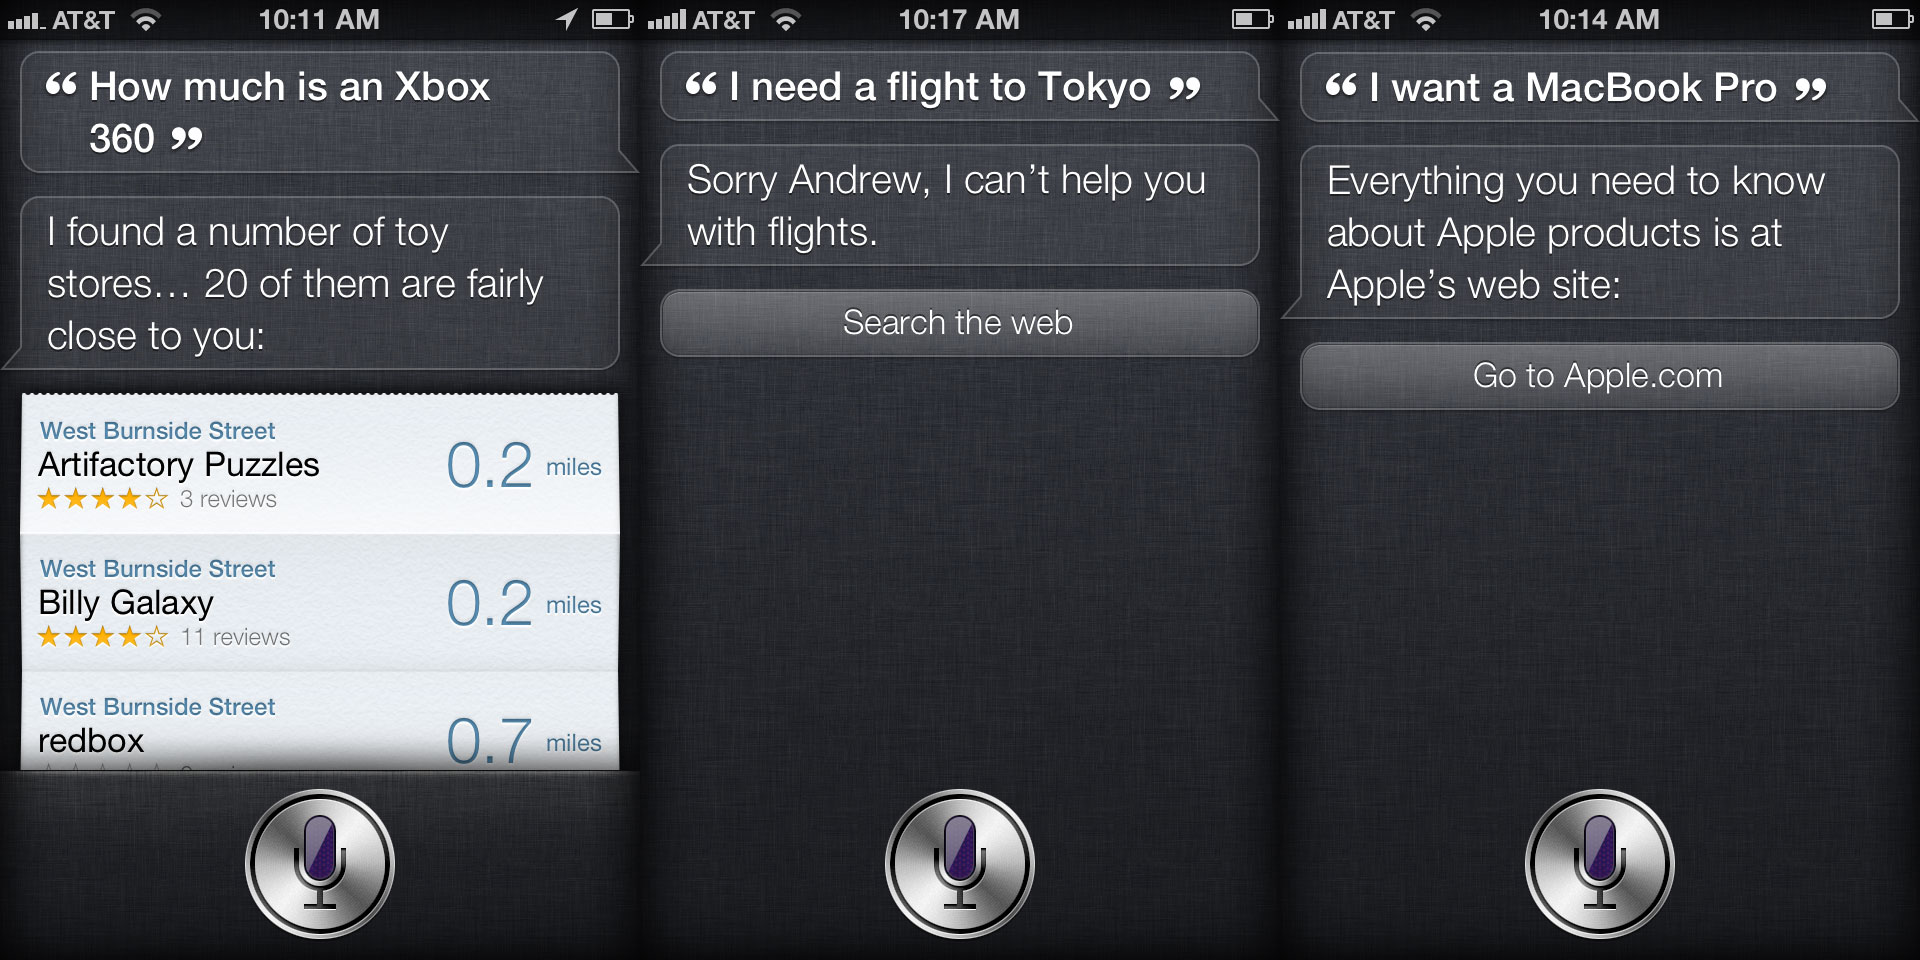 AT&T 10:11 AM
“ How much is an Xbox
360 ”
I found a number of toy
stores… 20 of them are fairly
close to you:
West Burnside Street
Artifactory Puzzles
3 reviews
0.2 miles
West Burnside Street
Billy Galaxy
11 reviews
0.2 miles
West Burnside Street
redbox
0.7 miles
AT&T 10:17 AM
“ I need a flight to Tokyo ”
Sorry Andrew, I can’t help you
with flights.
Search the web
AT&T 10:14 AM
“ I want a MacBook Pro ”
Everything you need to know
about Apple products is at
Apple’s web site:
Go to Apple.com